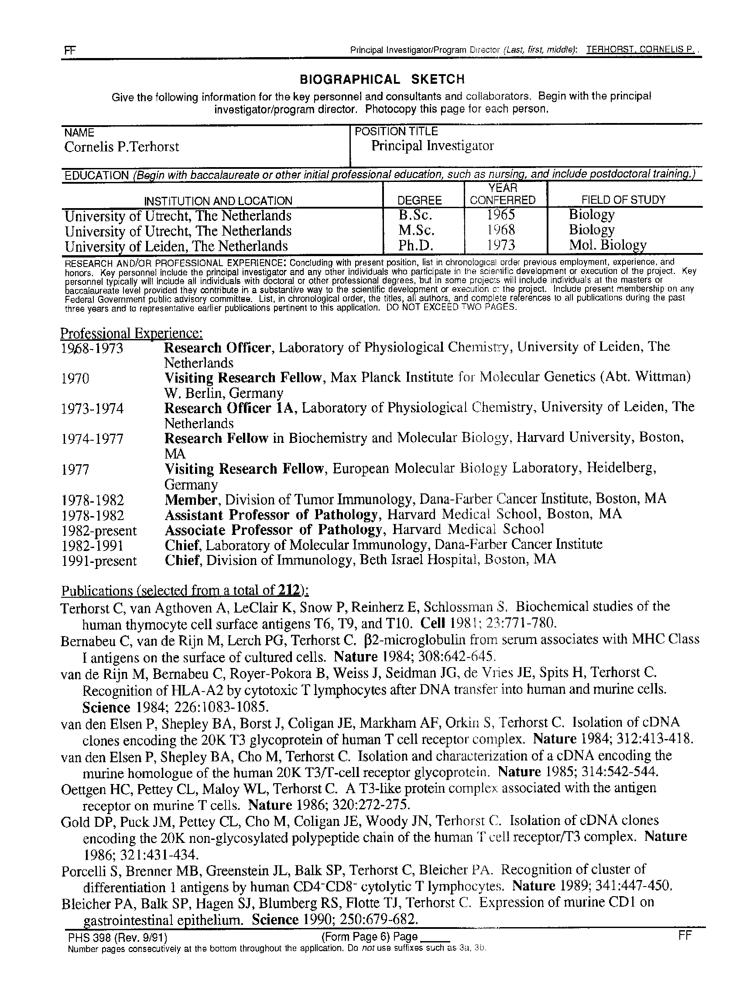 FF Principal Investigator/Program Director (Last, first, middle): TERHORST, CORNELIS P. .
BIOGRAPHICAL SKETCH
Give the following information for the key personnel and consultants and collaborators. Begin with the principal
investigator/program director. Photocopy this page for each person.
NAME POSITION TITLE
Cornelis P.Terhorst Principal Investigator
EDUCATION (Begin with baccalaureate or other initial professional education, such as nursing, and include postdoctoral training.)
INSTITUTION AND LOCATION DEGREE YEAR CONFERRED FIELD OF STUDY
University of Utrecht, The Netherlands B.Sc. 1965 Biology
University of Utrecht, The Netherlands M.Sc. 1968 Biology
University of Leiden, The Netherlands Ph.D. 1973 Mol. Biology
RESEARCH AND/OR PROFESSIONAL EXPERIENCE: Concluding with present position, list in chronological order previous employment, experience, and
honors. Key personnel include the principal investigator and any other individuals who participate in the scientific development or execution of the project. Key
personnel typically will include all individuals with doctoral or other professional degrees, but in some projects will include individuals at the masters or
baccalaureate level provided they contribute in a substantive way to the scientific development or execution of the project. Include present membership on any
Federal Government public advisory committee. List, in chronological order, the titles, all authors, and complete references to all publications during the past
three years and to representative earlier publications pertinent to this application. DO NOT EXCEED TWO PAGES.
Professional Experience:
1968-1973 Research Officer, Laboratory of Physiological Chemistry, University of Leiden, The
Netherlands
1970 Visiting Research Fellow, Max Planck Institute for Molecular Genetics (Abt. Wittman)
W. Berlin, Germany
1973-1974 Research Officer 1A, Laboratory of Physiological Chemistry, University of Leiden, The
Netherlands
1974-1977 Research Fellow in Biochemistry and Molecular Biology, Harvard University, Boston,
MA
1977 Visiting Research Fellow, European Molecular Biology Laboratory, Heidelberg,
Germany
1978-1982 Member, Division of Tumor Immunology, Dana-Farber Cancer Institute, Boston, MA
1978-1982 Assistant Professor of Pathology, Harvard Medical School, Boston, MA
1982-present Associate Professor of Pathology, Harvard Medical School
1982-1991 Chief, Laboratory of Molecular Immunology, Dana-Farber Cancer Institute
1991-present Chief, Division of Immunology, Beth Israel Hospital, Boston, MA
Publications (selected from a total of 212):
Terhorst C, van Agthoven A, LeClair K, Snow P, Reinherz E, Schlossman S. Biochemical studies of the
human thymocyte cell surface antigens T6, T9, and T10. Cell 1981; 23:771-780.
Bernabeu C, van de Rijn M, Lerch PG, Terhorst C. β2-microglobulin from serum associates with MHC Class
I antigens on the surface of cultured cells. Nature 1984; 308:642-645.
van de Rijn M, Bernabeu C, Royer-Pokora B, Weiss J, Seidman JG, de Vries JE, Spits H, Terhorst C.
Recognition of HLA-A2 by cytotoxic T lymphocytes after DNA transfer into human and murine cells.
Science 1984; 226:1083-1085.
van den Elsen P, Shepley BA, Borst J, Coligan JE, Markham AF, Orkin S, Terhorst C. Isolation of cDNA
clones encoding the 20K T3 glycoprotein of human T cell receptor complex. Nature 1984; 312:413-418.
van den Elsen P, Shepley BA, Cho M, Terhorst C. Isolation and characterization of a cDNA encoding the
murine homologue of the human 20K T3/T-cell receptor glycoprotein. Nature 1985; 314:542-544.
Oettgen HC, Pettey CL, Maloy WL, Terhorst C. A T3-like protein complex associated with the antigen
receptor on murine T cells. Nature 1986; 320:272-275.
Gold DP, Puck JM, Pettey CL, Cho M, Coligan JE, Woody JN, Terhorst C. Isolation of cDNA clones
encoding the 20K non-glycosylated polypeptide chain of the human T cell receptor/T3 complex. Nature
1986; 321:431-434.
Porcelli S, Brenner MB, Greenstein JL, Balk SP, Terhorst C, Bleicher PA. Recognition of cluster of
differentiation 1 antigens by human CD4⁻CD8⁻ cytolytic T lymphocytes. Nature 1989; 341:447-450.
Bleicher PA, Balk SP, Hagen SJ, Blumberg RS, Flotte TJ, Terhorst C. Expression of murine CD1 on
gastrointestinal epithelium. Science 1990; 250:679-682.
PHS 398 (Rev. 9/91) (Form Page 6) Page ______ FF
Number pages consecutively at the bottom throughout the application. Do not use suffixes such as 3a, 3b.